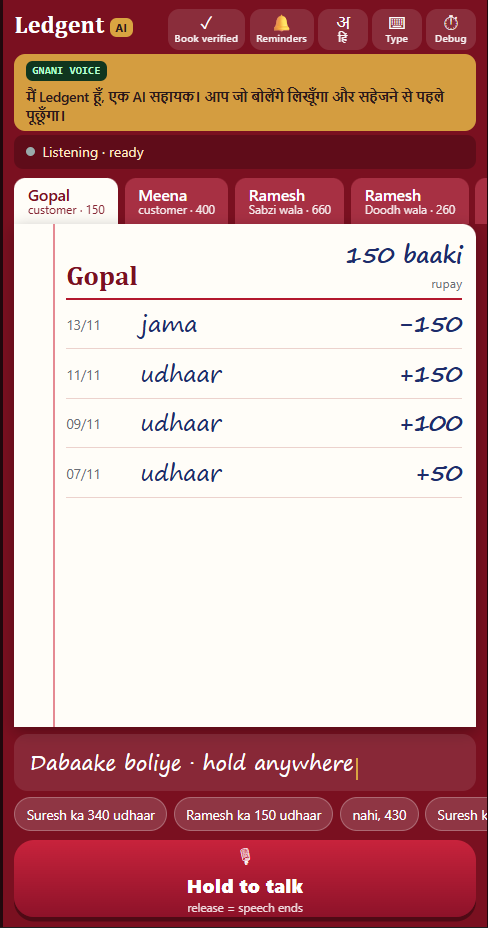 Ledgent AI
Book verified
Reminders
अ
हिं
Type
Debug
GNANI VOICE
मैं Ledgent हूँ, एक AI सहायक। आप जो बोलेंगे लिखूँगा और सहेजने से पहले
पूछूँगा।
Listening · ready
Gopal
customer · 150
Meena
customer · 400
Ramesh
Sabzi wala · 660
Ramesh
Doodh wala · 260
Gopal
150 baaki
rupay
13/11 jama −150
11/11 udhaar +150
09/11 udhaar +100
07/11 udhaar +50
Dabaake boliye · hold anywhere
Suresh ka 340 udhaar
Ramesh ka 150 udhaar
nahi, 430
Suresh k
Hold to talk
release = speech ends